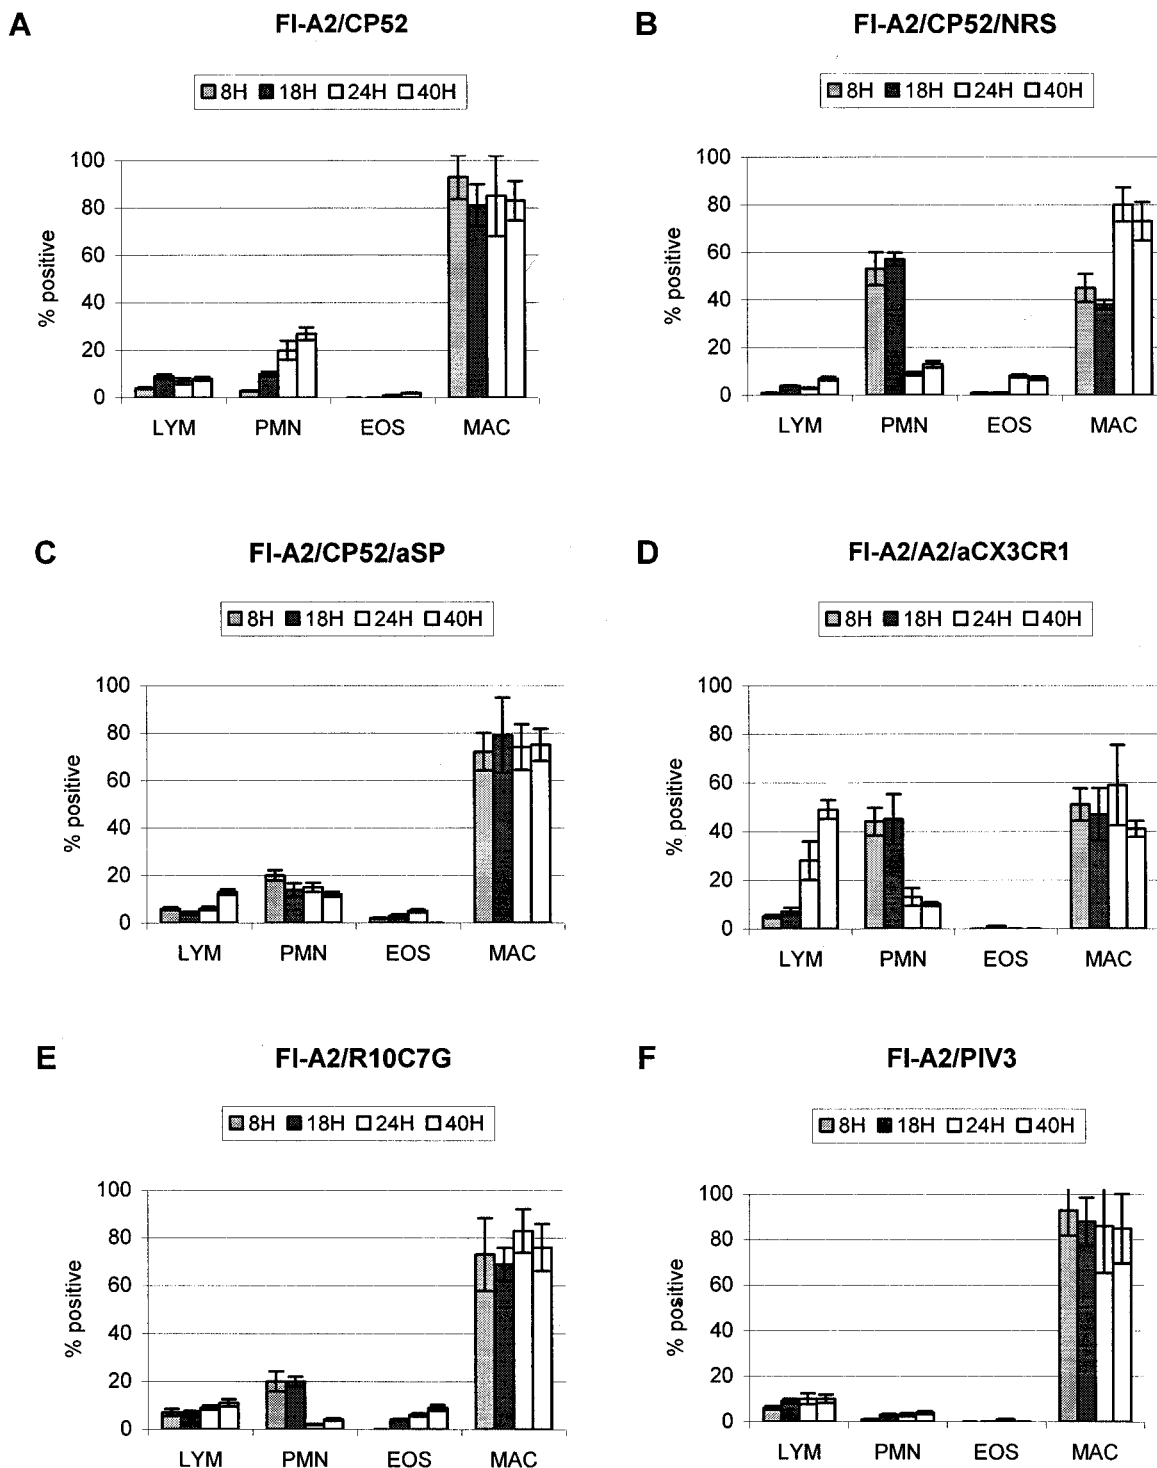 A FI-A2/CP52
8H 18H 24H 40H
100
80
60
40
20
0
% positive
LYM PMN EOS MAC
B FI-A2/CP52/NRS
8H 18H 24H 40H
100
80
60
40
20
0
% positive
LYM PMN EOS MAC
C FI-A2/CP52/aSP
8H 18H 24H 40H
100
80
60
40
20
0
% positive
LYM PMN EOS MAC
D FI-A2/A2/aCX3CR1
8H 18H 24H 40H
100
80
60
40
20
0
% positive
LYM PMN EOS MAC
E FI-A2/R10C7G
8H 18H 24H 40H
100
80
60
40
20
0
% positive
LYM PMN EOS MAC
F FI-A2/PIV3
8H 18H 24H 40H
100
80
60
40
20
0
% positive
LYM PMN EOS MAC